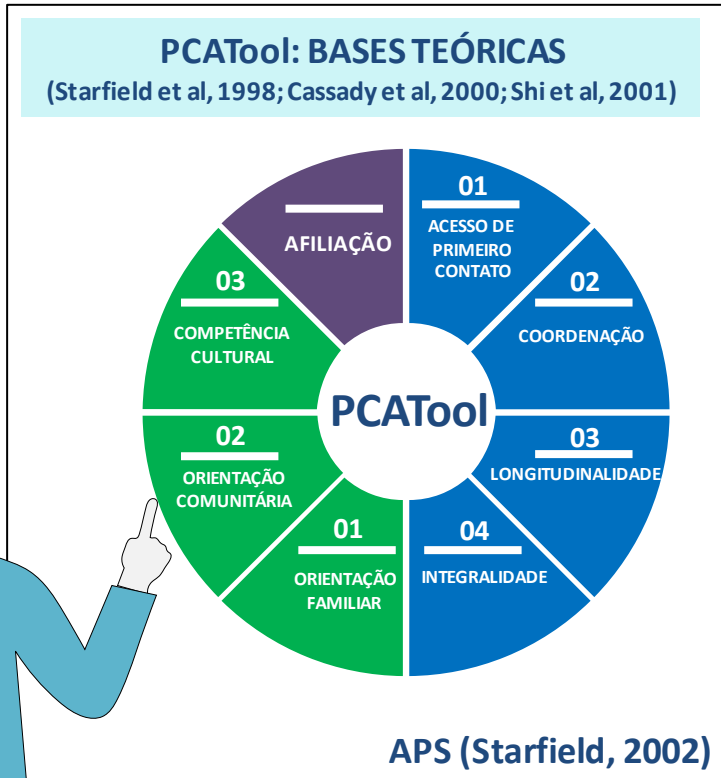 PCATool: BASES TEÓRICAS
(Starfield et al, 1998; Cassady et al, 2000; Shi et al, 2001)
01
ACESSO DE
PRIMEIRO
CONTATO
02
COORDENAÇÃO
03
LONGITUDINALIDADE
04
INTEGRALIDADE
01
ORIENTAÇÃO
FAMILIAR
02
ORIENTAÇÃO
COMUNITÁRIA
03
COMPETÊNCIA
CULTURAL
AFILIAÇÃO
PCATool
APS (Starfield, 2002)